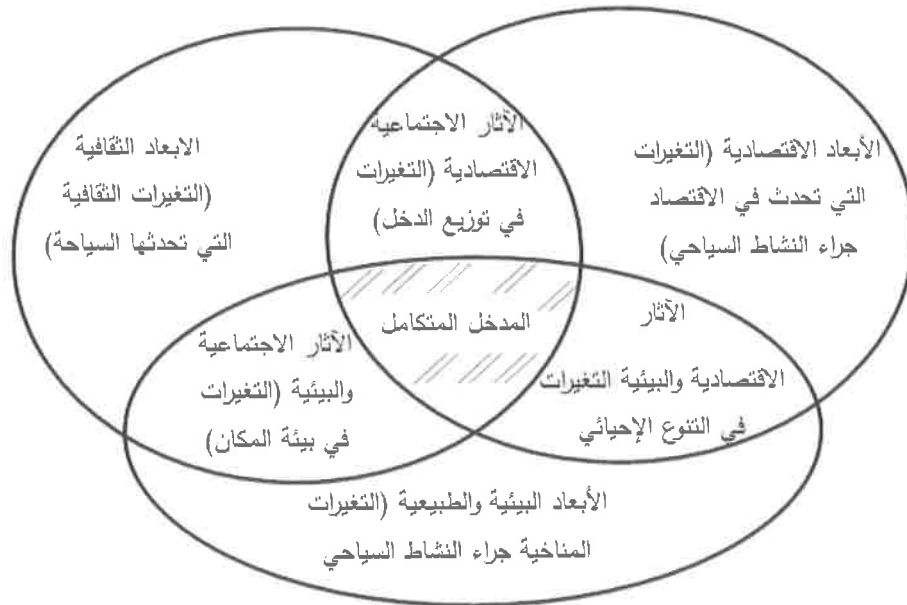 الآثار الاجتماعية
الاقتصادية (التغيرات
في توزيع الدخل)
الأبعاد الاقتصادية (التغيرات
التي تحدث في الاقتصاد
جراء النشاط السياحي)
الابعاد الثقافية
(التغيرات الثقافية
التي تحدثها السياحة)
الآثار
الاقتصادية والبيئية التغيرات
في التنوع الإحيائي
المدخل المتكامل
الآثار الاجتماعية
والبيئية (التغيرات
في بيئة المكان)
الأبعاد البيئية والطبيعية (التغيرات
المناخية جراء النشاط السياحي